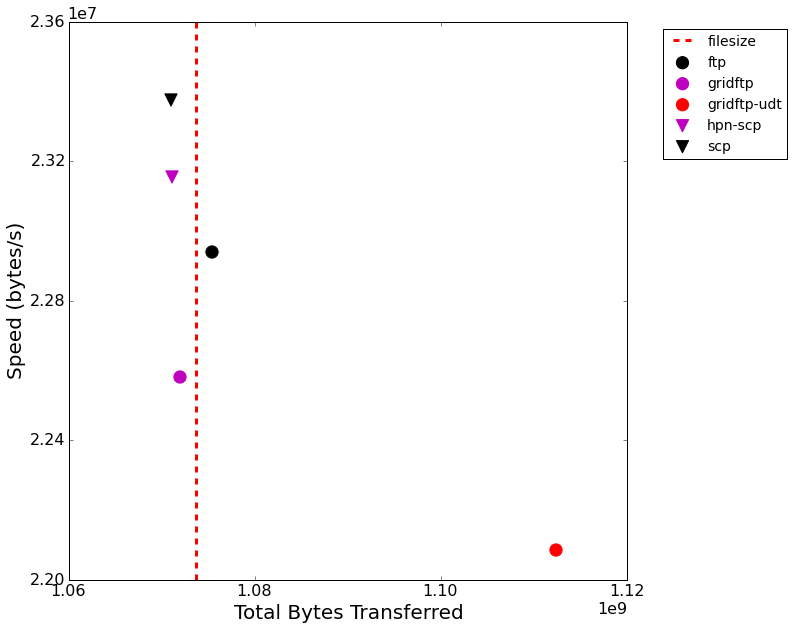 1e7
2.36
2.32
2.28
2.24
2.20
Speed (bytes/s)
1.06
1.08
1.10
1.12
1e9
Total Bytes Transferred
filesize
ftp
gridftp
gridftp-udt
hpn-scp
scp